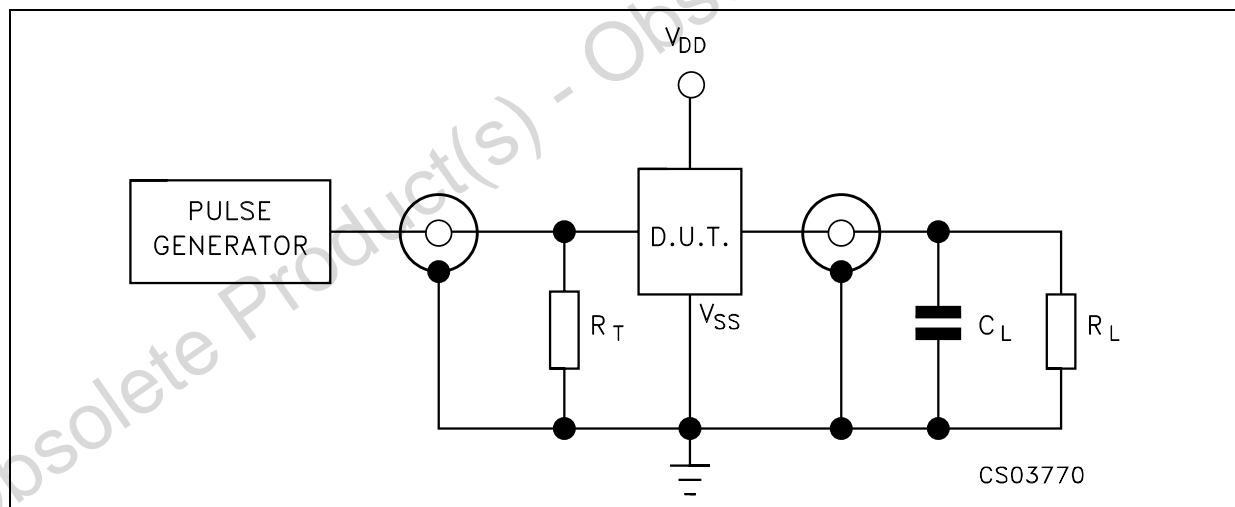 Obsolete Product(s) - Obs
VDD
PULSE
GENERATOR
D.U.T.
VSS
RT
CL
RL
CS03770